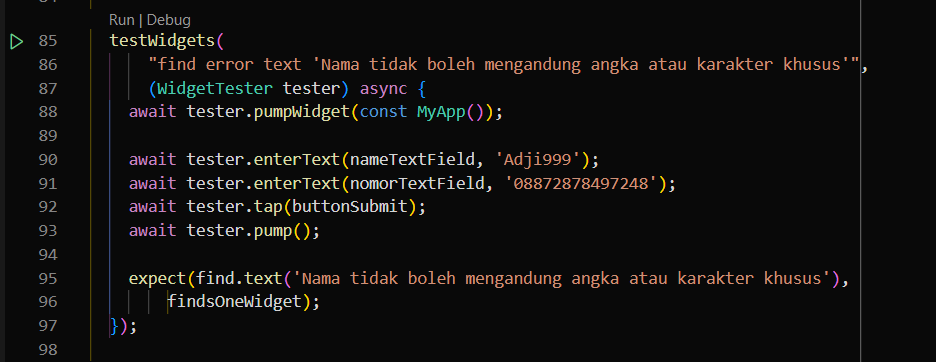 Run | Debug
85 testWidgets(
86 "find error text 'Nama tidak boleh mengandung angka atau karakter khusus'",
87 (WidgetTester tester) async {
88 await tester.pumpWidget(const MyApp());
89
90 await tester.enterText(nameTextField, 'Adji999');
91 await tester.enterText(nomorTextField, '08872878497248');
92 await tester.tap(buttonSubmit);
93 await tester.pump();
94
95 expect(find.text('Nama tidak boleh mengandung angka atau karakter khusus'),
96 findsOneWidget);
97 });
98